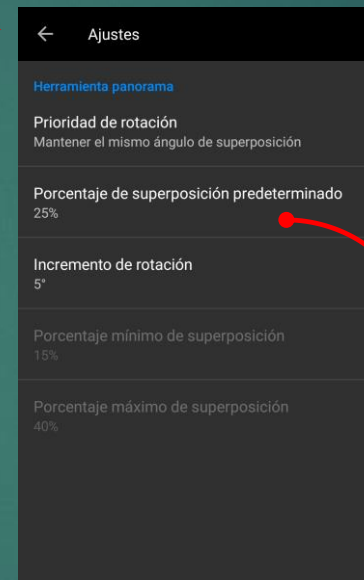 Ajustes
Herramienta panorama
Prioridad de rotación
Mantener el mismo ángulo de superposición
Porcentaje de superposición predeterminado
25%
Incremento de rotación
5°
Porcentaje mínimo de superposición
15%
Porcentaje máximo de superposición
40%